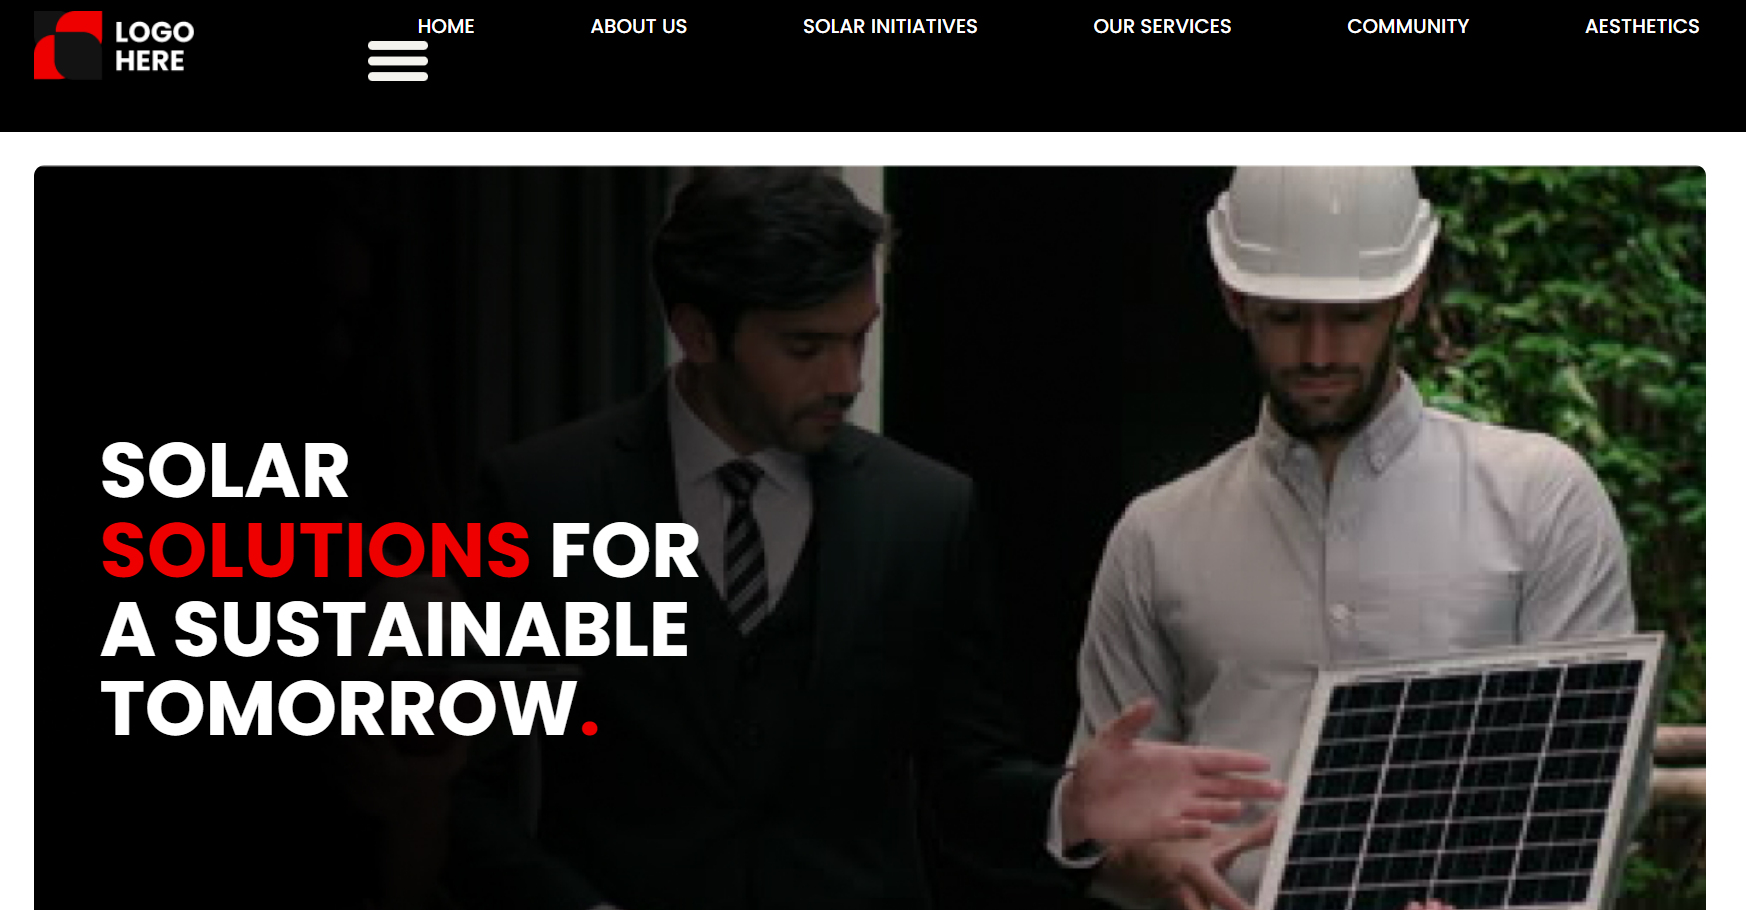 LOGO
HERE
HOME ABOUT US SOLAR INITIATIVES OUR SERVICES COMMUNITY AESTHETICS
SOLAR
SOLUTIONS FOR
A SUSTAINABLE
TOMORROW.